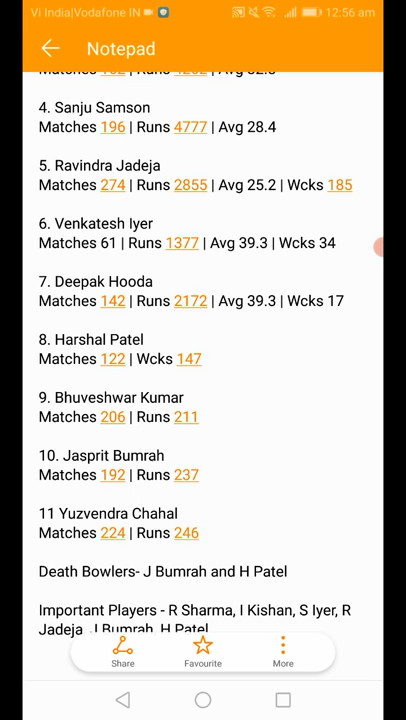 Vi India|Vodafone IN 12:56 am
Notepad
4. Sanju Samson
Matches 196 | Runs 4777 | Avg 28.4
5. Ravindra Jadeja
Matches 274 | Runs 2855 | Avg 25.2 | Wcks 185
6. Venkatesh Iyer
Matches 61 | Runs 1377 | Avg 39.3 | Wcks 34
7. Deepak Hooda
Matches 142 | Runs 2172 | Avg 39.3 | Wcks 17
8. Harshal Patel
Matches 122 | Wcks 147
9. Bhuveshwar Kumar
Matches 206 | Runs 211
10. Jasprit Bumrah
Matches 192 | Runs 237
11 Yuzvendra Chahal
Matches 224 | Runs 246
Death Bowlers- J Bumrah and H Patel
Important Players - R Sharma, I Kishan, S Iyer, R
Jadeja, J Bumrah, H Patel
Share Favourite More